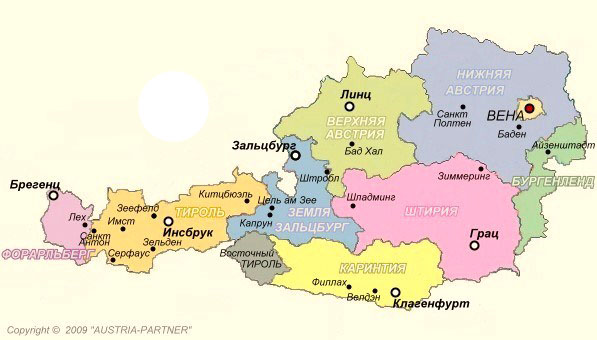 НИЖНЯЯ
АВСТРИЯ
Линц
Санкт
Полтен
ВЕНА
Баден
ВЕРХНЯЯ
АВСТРИЯ
Бад Хал
Айзенштадт
Зальцбург
Штробл
Зиммеринг
БУРГЕНЛЕНД
Брегенц
Китцбюэль
Цель ам Зее
Шладминг
Зеефелд
ТИРОЛЬ
Лех
Имст
Инсбрук
Капрун
ЗЕМЛЯ
ЗАЛЬЦБУРГ
ШТИРИЯ
Санкт
Антон
Зельден
Грац
ФОРАРЛЬБЕРГ
Серфаус
Восточный
ТИРОЛЬ
КАРИНТИЯ
Филлах
Велдэн
Клагенфурт
Copyright © 2009 "AUSTRIA-PARTNER"